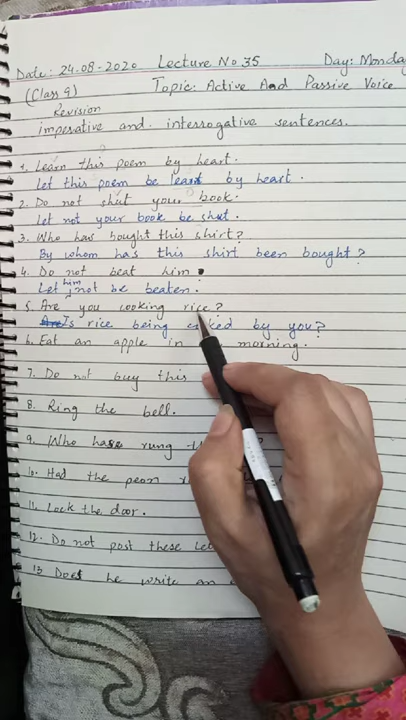 Date: 24.08-2020 Lecture No 35 Day: Monday
(Class 9) Topic: Active And Passive Voice
Revision
imperative and interrogative sentences.
1. Learn this poem by heart.
Let this poem be learnt by heart.
2. Do not shut your book.
Let not your book be shut.
3. Who has bought this shirt?
By whom has this shirt been bought?
4. Do not beat him.
Let him not be beaten.
5. Are you cooking rice?
Is rice being cooked by you?
6. Eat an apple in morning.
7. Do not buy this
8. Ring the bell.
9. Who has rung
10. Had the peon
11. Lock the door.
12. Do not post these
13 Does he write an